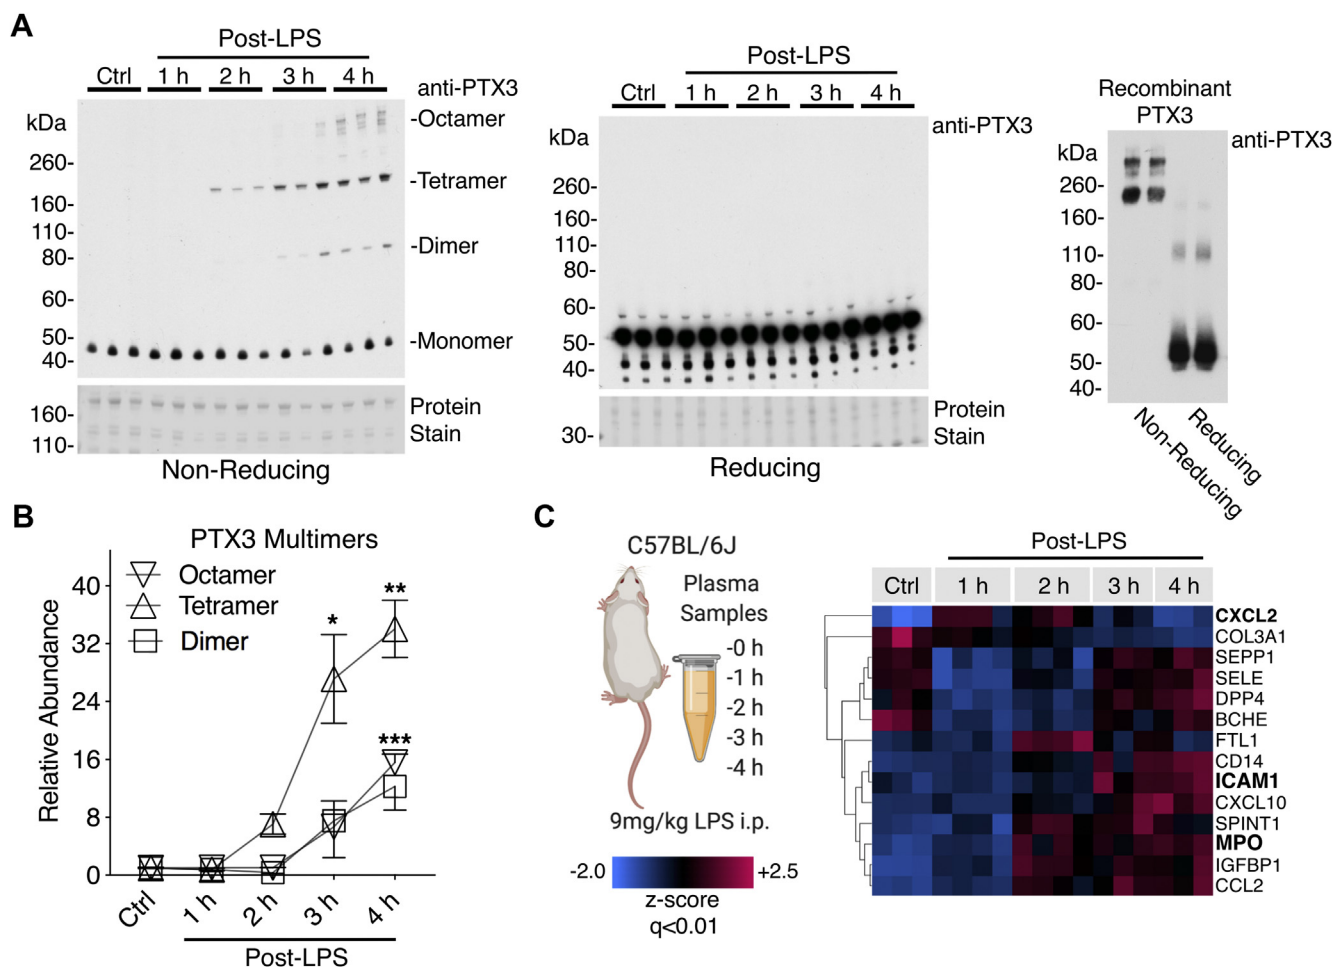 A
Post-LPS
Ctrl 1 h 2 h 3 h 4 h
anti-PTX3
kDa
260-
160-
110-
80-
60-
50-
40-
-Octamer
-Tetramer
-Dimer
-Monomer
160-
110-
Protein
Stain
Non-Reducing
Post-LPS
Ctrl 1 h 2 h 3 h 4 h
anti-PTX3
kDa
260-
160-
110-
80-
60-
50-
40-
30-
Protein
Stain
Reducing
Recombinant
PTX3
anti-PTX3
kDa
260-
160-
110-
80-
60-
50-
40-
Non-Reducing
Reducing
B
PTX3 Multimers
Octamer
Tetramer
Dimer
Relative Abundance
40
32
24
16
8
0
*
**
***
Ctrl 1 h 2 h 3 h 4 h
Post-LPS
C
C57BL/6J
Plasma
Samples
-0 h
-1 h
-2 h
-3 h
-4 h
9mg/kg LPS i.p.
-2.0 +2.5
z-score
q<0.01
Post-LPS
Ctrl 1 h 2 h 3 h 4 h
CXCL2
COL3A1
SEPP1
SELE
DPP4
BCHE
FTL1
CD14
ICAM1
CXCL10
SPINT1
MPO
IGFBP1
CCL2